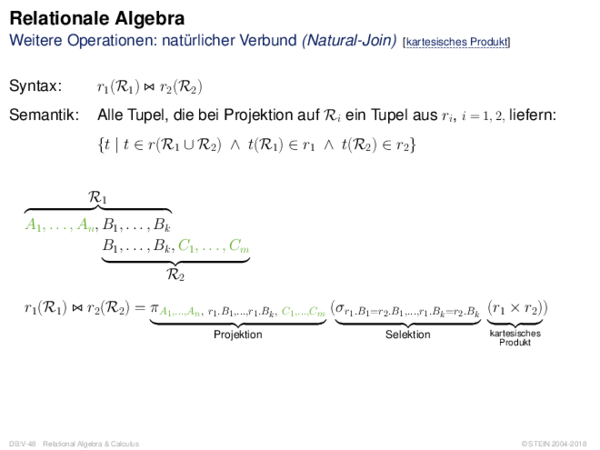 Relationale Algebra
Weitere Operationen: natürlicher Verbund (Natural-Join) [kartesisches Produkt]
Syntax: r₁(ℛ₁) ⋈ r₂(ℛ₂)
Semantik: Alle Tupel, die bei Projektion auf ℛᵢ ein Tupel aus rᵢ, i = 1, 2, liefern:
{t | t ∈ r(ℛ₁ ∪ ℛ₂) ∧ t(ℛ₁) ∈ r₁ ∧ t(ℛ₂) ∈ r₂}
ℛ₁
A₁, . . . , Aₙ, B₁, . . . , Bₖ
B₁, . . . , Bₖ, C₁, . . . , Cₘ
ℛ₂
r₁(ℛ₁) ⋈ r₂(ℛ₂) = π A₁,...,Aₙ, r₁.B₁,...,r₁.Bₖ, C₁,...,Cₘ (σ r₁.B₁=r₂.B₁,...,r₁.Bₖ=r₂.Bₖ (r₁ × r₂))
Projektion Selektion kartesisches
Produkt
DB:V-48 Relational Algebra & Calculus © STEIN 2004-2018